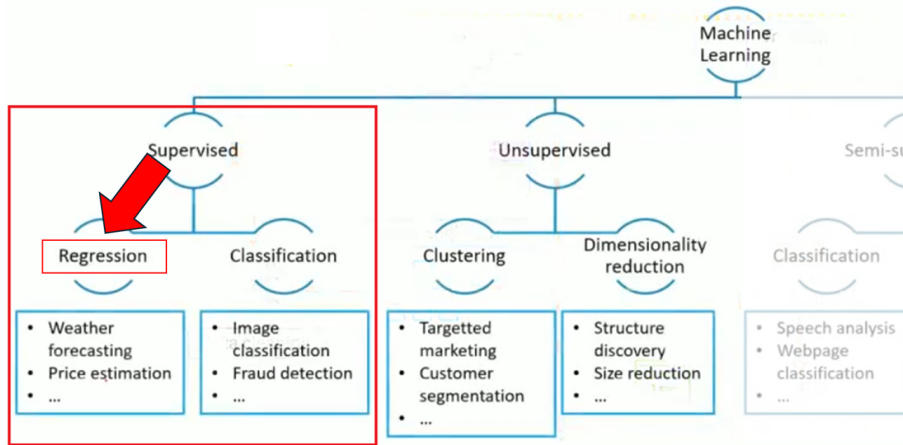 Machine
Learning
Supervised
Unsupervised
Regression
Classification
Clustering
Dimensionality
reduction
Classification
• Weather
forecasting
• Price estimation
• ...
• Image
classification
• Fraud detection
• ...
• Targetted
marketing
• Customer
segmentation
• ...
• Structure
discovery
• Size reduction
• ...
• Speech analysis
• Webpage
classification
• ...